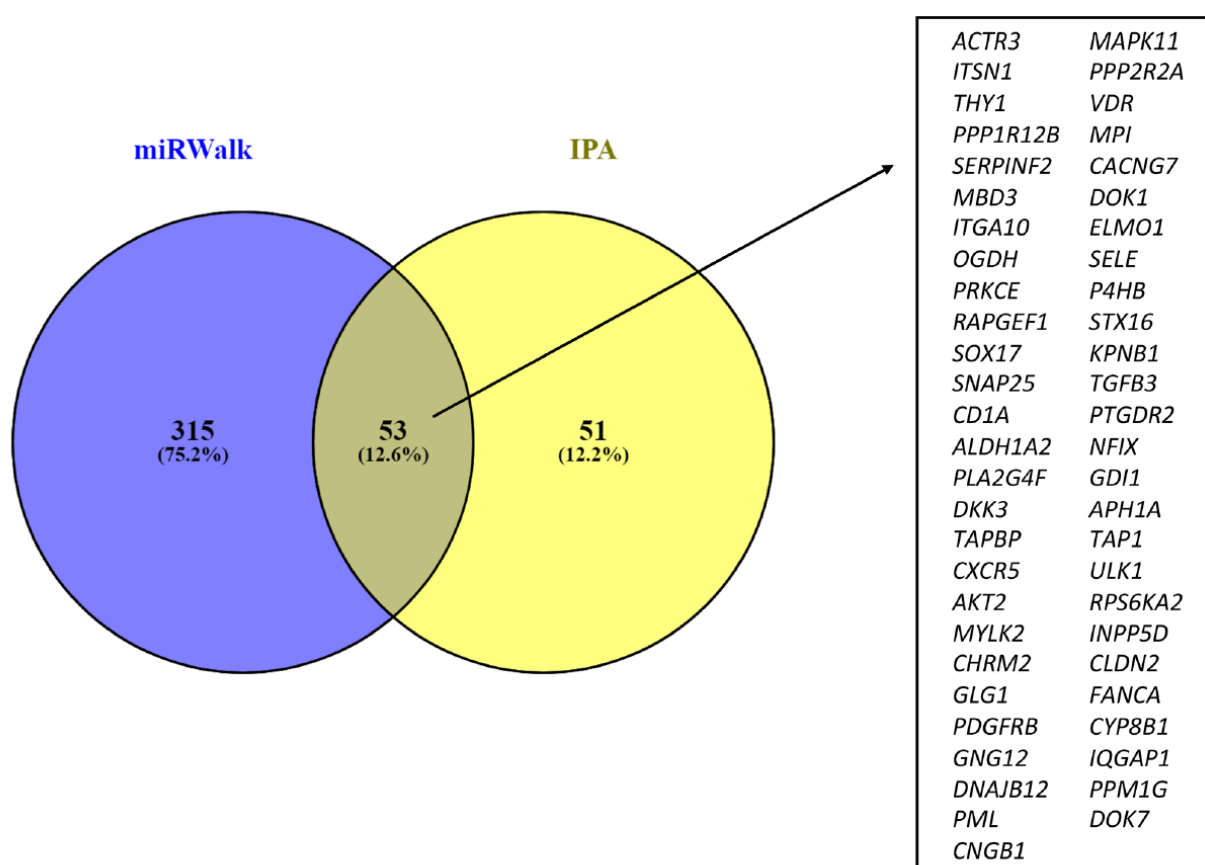 miRWalk
IPA
315
(75.2%)
53
(12.6%)
51
(12.2%)
ACTR3 MAPK11
ITSN1 PPP2R2A
THY1 VDR
PPP1R12B MPI
SERPINF2 CACNG7
MBD3 DOK1
ITGA10 ELMO1
OGDH SELE
PRKCE P4HB
RAPGEF1 STX16
SOX17 KPNB1
SNAP25 TGFB3
CD1A PTGDR2
ALDH1A2 NFIX
PLA2G4F GDI1
DKK3 APH1A
TAPBP TAP1
CXCR5 ULK1
AKT2 RPS6KA2
MYLK2 INPP5D
CHRM2 CLDN2
GLG1 FANCA
PDGFRB CYP8B1
GNG12 IQGAP1
DNAJB12 PPM1G
PML DOK7
CNGB1